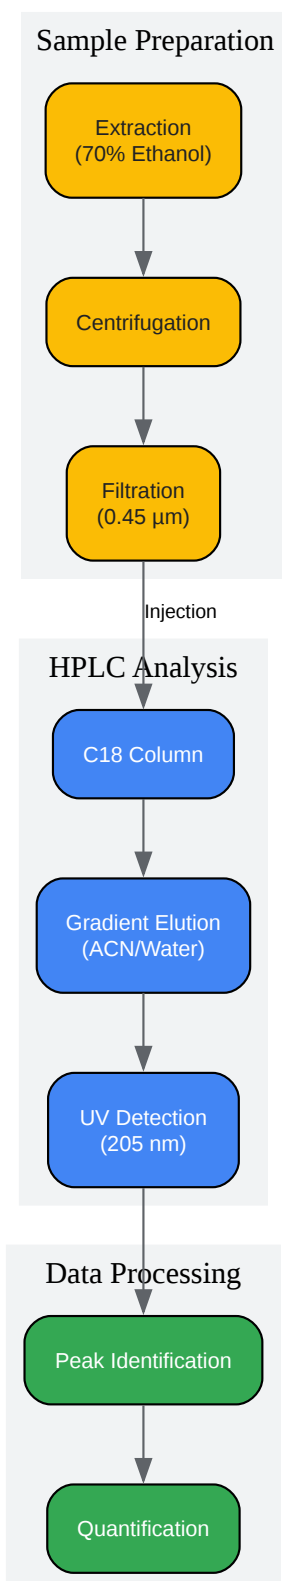 Sample Preparation
Extraction
(70% Ethanol)
Centrifugation
Filtration
(0.45 µm)
Injection
HPLC Analysis
C18 Column
Gradient Elution
(ACN/Water)
UV Detection
(205 nm)
Data Processing
Peak Identification
Quantification